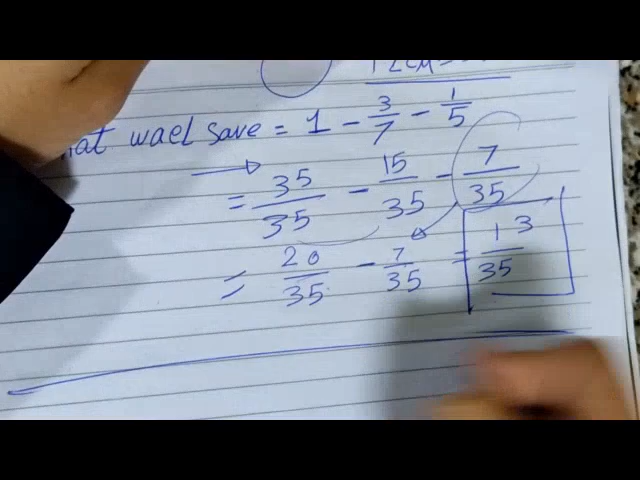 wael save = 1 - 3/7 - 1/5
= 35/35 - 15/35 - 7/35
= 20/35 - 7/35 = 13/35